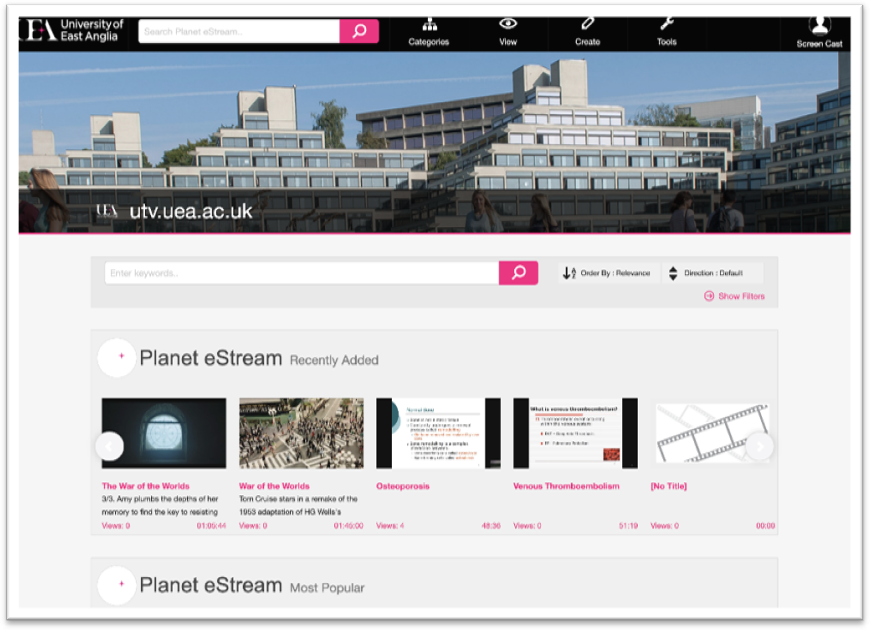 UEA University of
East Anglia
Search Planet eStream..
Categories
View
Create
Tools
Screen Cast
UEA utv.uea.ac.uk
Enter keywords..
Order By : Relevance
Direction : Default
Show Filters
Planet eStream Recently Added
What is venous thromboembolism?
The War of the Worlds
3/3. Amy plumbs the depths of her
memory to find the key to resisting
Views: 0 01:05:44
War of the Worlds
Tom Cruise stars in a remake of the
1953 adaptation of HG Wells's
Views: 0 01:45:00
Osteoporosis
Views: 4 48:36
Venous Thromboembolism
Views: 0 51:19
[No Title]
Views: 0 00:00
Planet eStream Most Popular